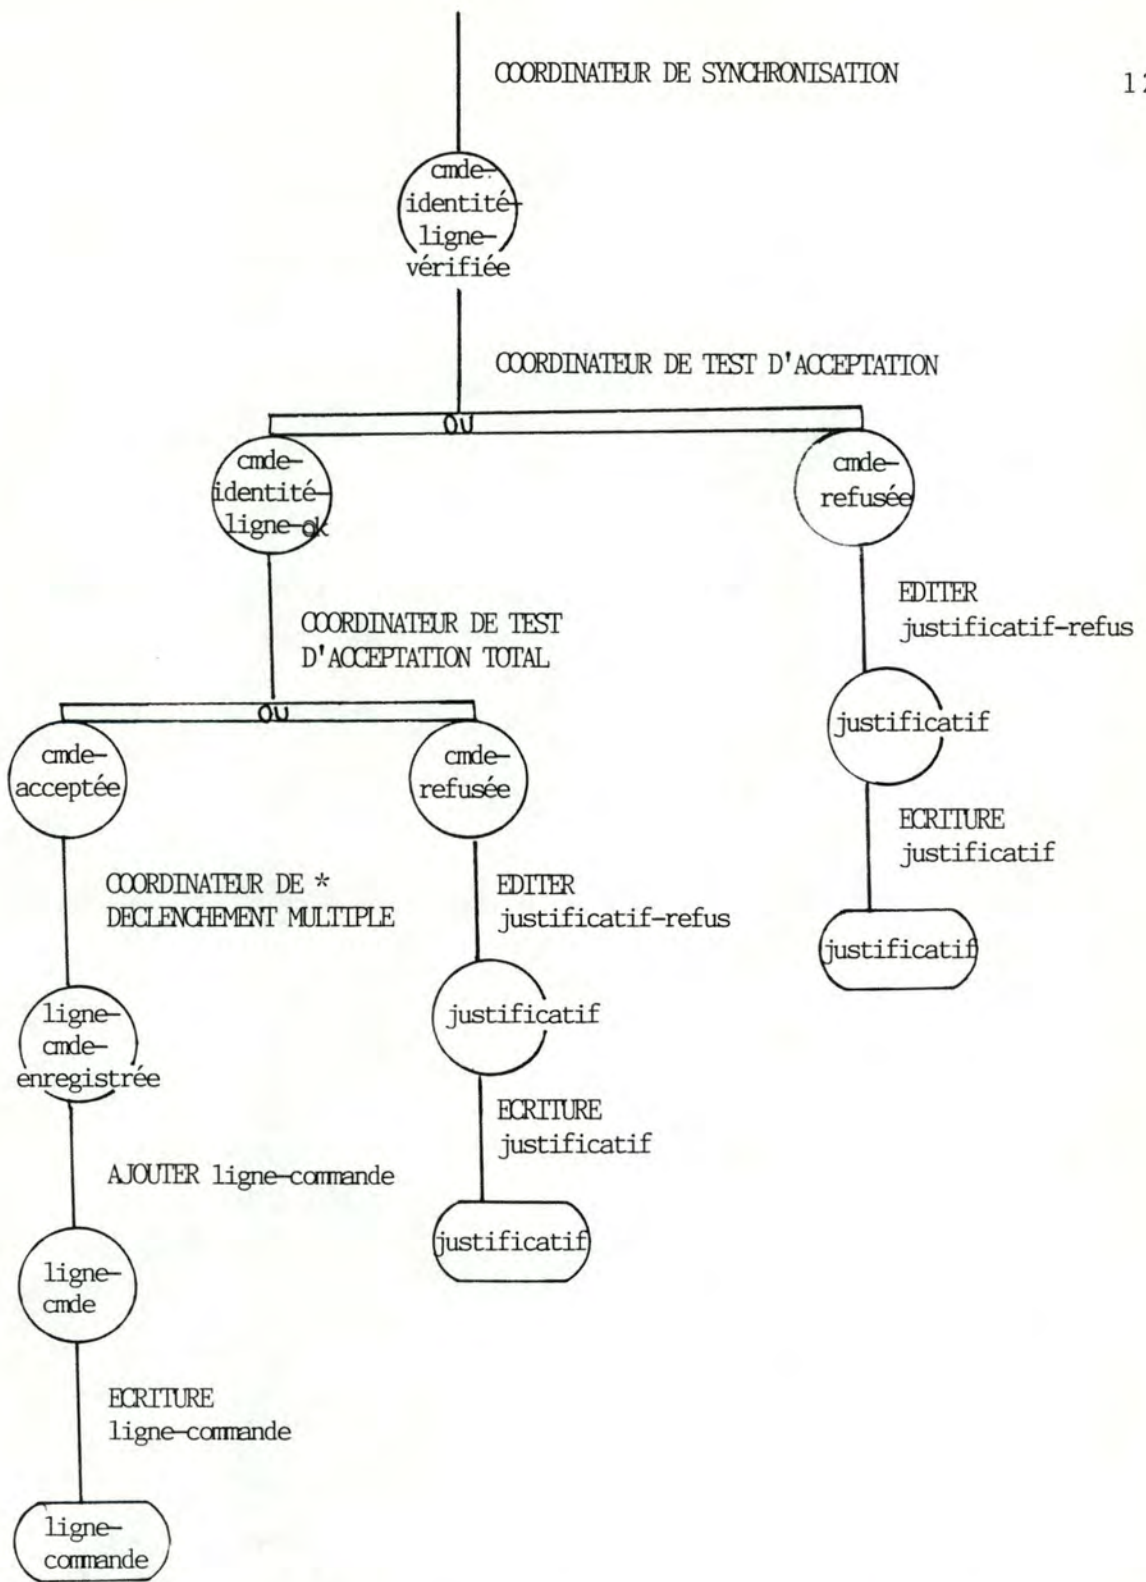 COORDINATEUR DE SYNCHRONISATION
12
cmde-
identité-
ligne-
vérifiée
COORDINATEUR DE TEST D'ACCEPTATION
OU
cmde-
identité-
ligne-ok
cmde-
refusée
EDITER
justificatif-refus
COORDINATEUR DE TEST
D'ACCEPTATION TOTAL
OU
justificatif
cmde-
acceptée
cmde-
refusée
ECRITURE
justificatif
COORDINATEUR DE *
DECLENCHEMENT MULTIPLE
EDITER
justificatif-refus
justificatif
ligne-
cmde-
enregistrée
justificatif
ECRITURE
justificatif
AJOUTER ligne-commande
justificatif
ligne-
cmde
ECRITURE
ligne-commande
ligne-
commande